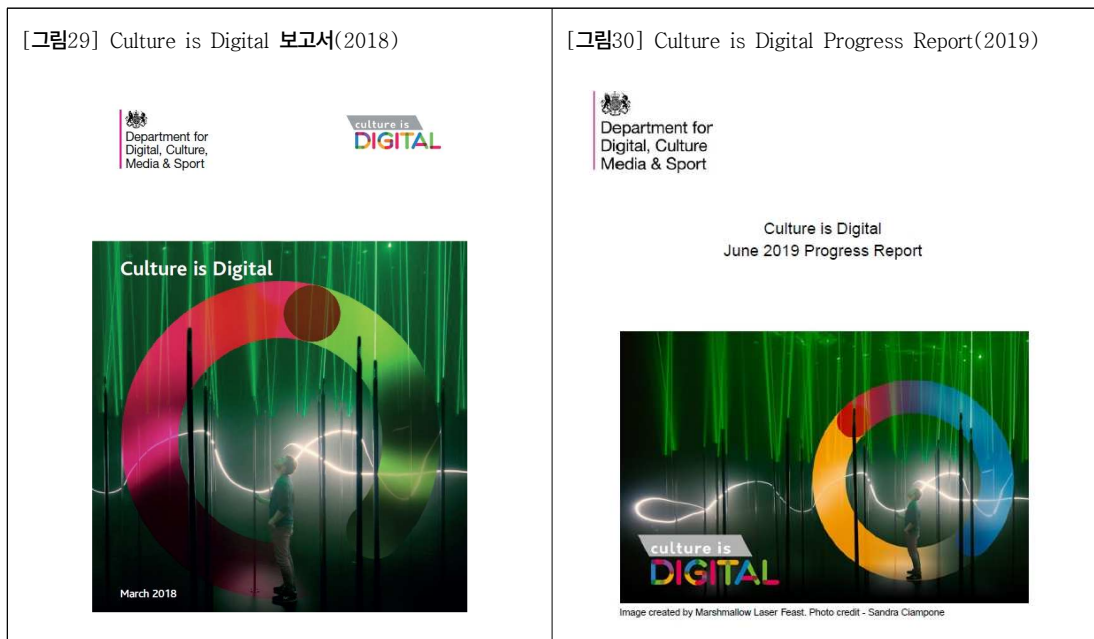 [그림29] Culture is Digital 보고서(2018)
Department for
Digital, Culture,
Media & Sport
culture is
DIGITAL
Culture is Digital
March 2018
[그림30] Culture is Digital Progress Report(2019)
Department for
Digital, Culture
Media & Sport
Culture is Digital
June 2019 Progress Report
culture is
DIGITAL
Image created by Marshmallow Laser Feast. Photo credit - Sandra Ciampone